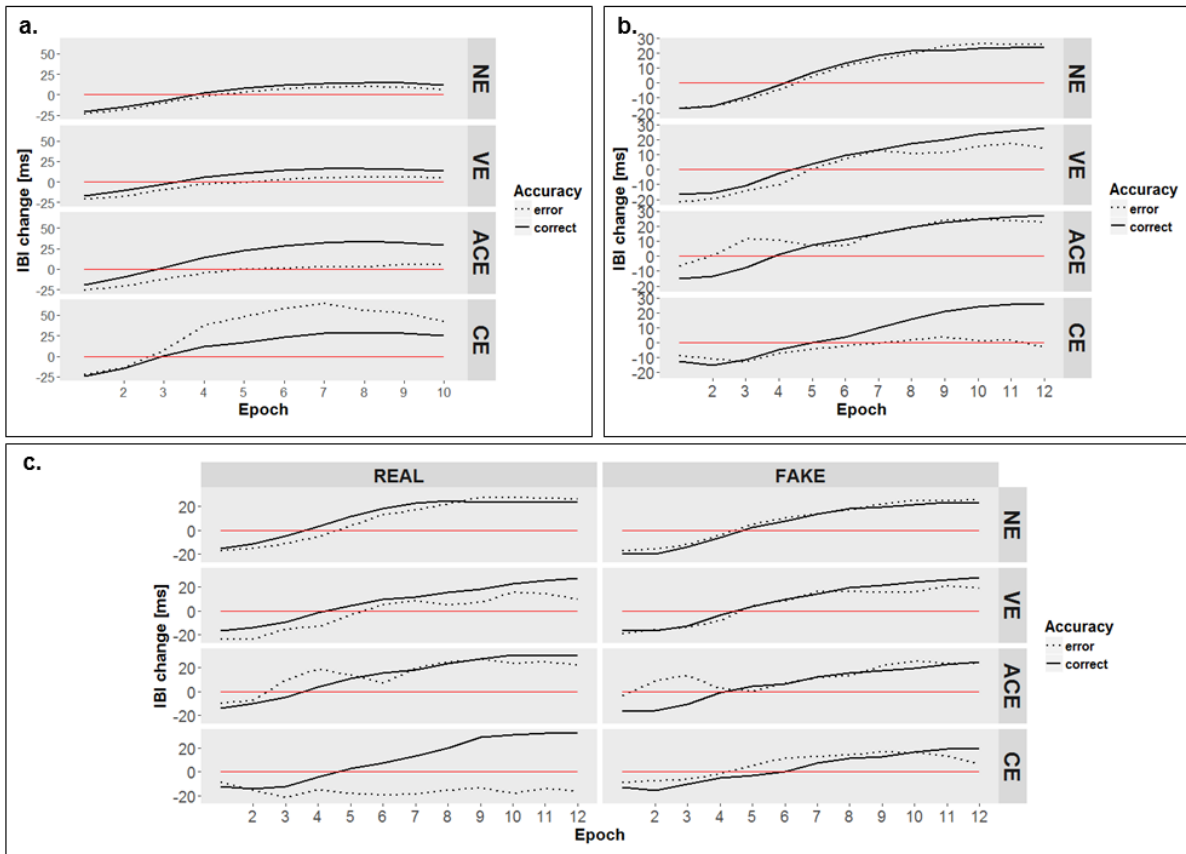 a.
50
25
0
-25
NE
50
25
0
-25
VE
50
25
0
-25
ACE
50
25
0
-25
CE
2 3 4 5 6 7 8 9 10
Epoch
IBI change [ms]
Accuracy
error
correct
b.
30
20
10
0
-10
-20
NE
30
20
10
0
-10
-20
VE
30
20
10
0
-10
-20
ACE
30
20
10
0
-10
-20
CE
2 3 4 5 6 7 8 9 10 11 12
Epoch
IBI change [ms]
Accuracy
error
correct
c.
REAL FAKE
20
0
-20
NE
20
0
-20
VE
20
0
-20
ACE
20
0
-20
CE
2 3 4 5 6 7 8 9 10 11 12 2 3 4 5 6 7 8 9 10 11 12
Epoch
IBI change [ms]
Accuracy
error
correct